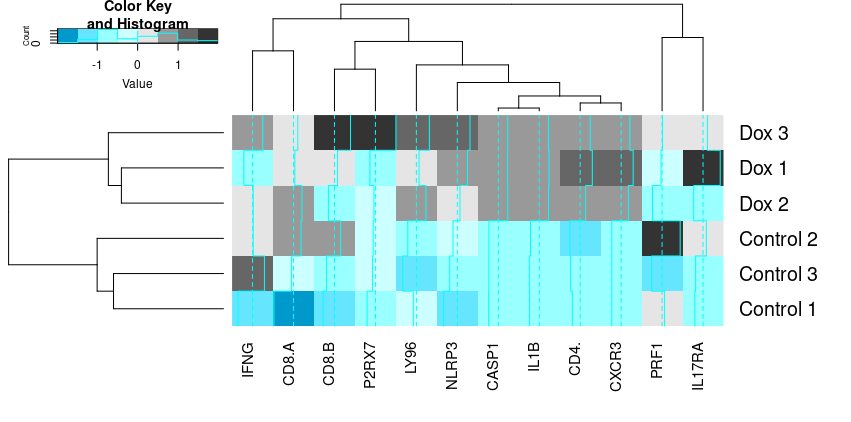 Color Key
and Histogram
Count
0
-1 0 1
Value
Dox 3
Dox 1
Dox 2
Control 2
Control 3
Control 1
IFNG CD8.A CD8.B P2RX7 LY96 NLRP3 CASP1 IL1B CD4. CXCR3 PRF1 IL17RA